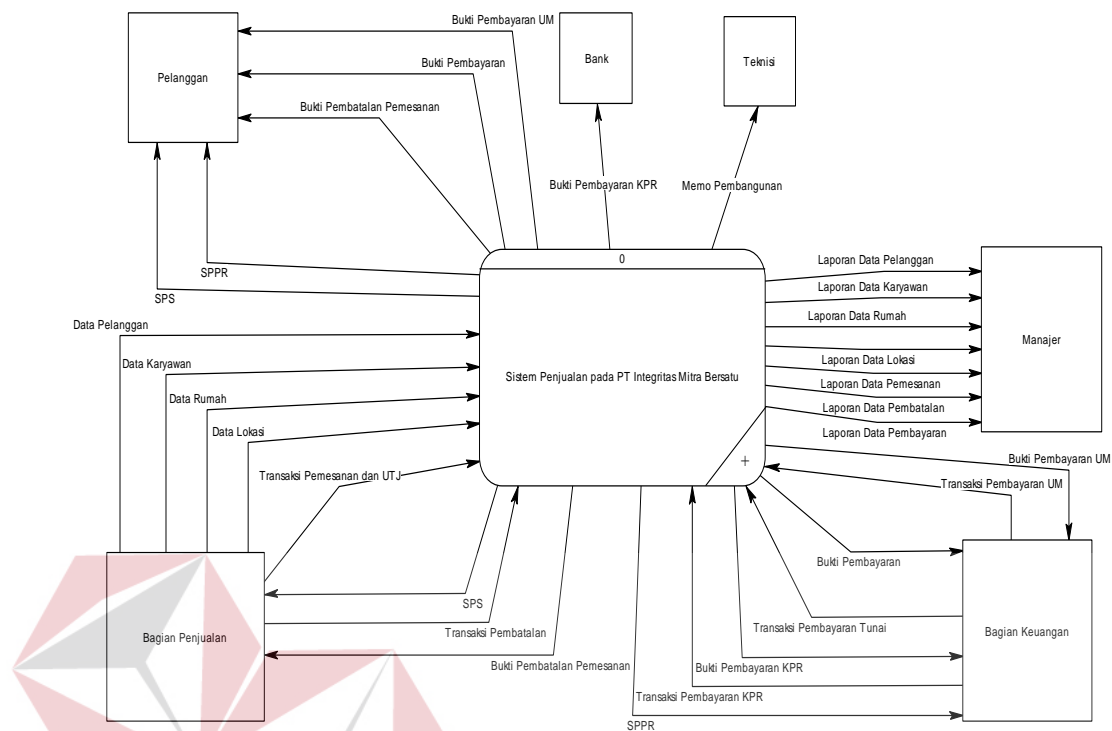 Bukti Pembayaran UM
Pelanggan
Bank
Teknisi
Bukti Pembayaran
Bukti Pembatalan Pemesanan
Bukti Pembayaran KPR
Memo Pembangunan
0
SPPR
SPS
Laporan Data Pelanggan
Laporan Data Karyawan
Laporan Data Rumah
Laporan Data Lokasi
Laporan Data Pemesanan
Laporan Data Pembatalan
Laporan Data Pembayaran
Manajer
Data Pelanggan
Data Karyawan
Data Rumah
Data Lokasi
Transaksi Pemesanan dan UTJ
Sistem Penjualan pada PT Integritas Mitra Bersatu
+
Bukti Pembayaran UM
Transaksi Pembayaran UM
Bukti Pembayaran
SPS
Transaksi Pembayaran Tunai
Bagian Penjualan
Transaksi Pembatalan
Bagian Keuangan
Bukti Pembatalan Pemesanan
Bukti Pembayaran KPR
Transaksi Pembayaran KPR
SPPR